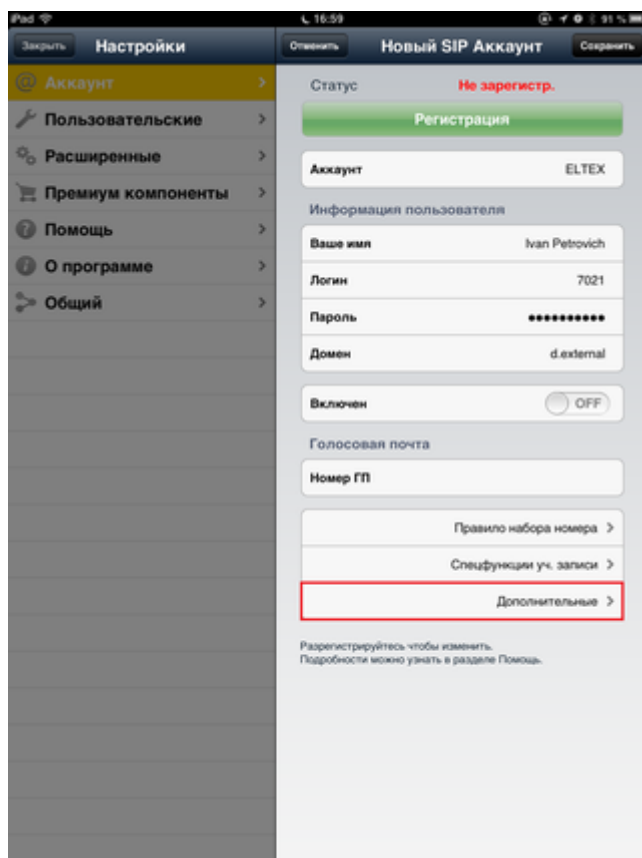 iPad 16:59 91 %
Закрыть Настройки Отменить Новый SIP Аккаунт Сохранить
Аккаунт
Пользовательские
Расширенные
Премиум компоненты
Помощь
О программе
Общий
Статус Не зарегистр.
Регистрация
Аккаунт ELTEX
Информация пользователя
Ваше имя Ivan Petrovich
Логин 7021
Пароль ••••••••••
Домен d.external
Включен OFF
Голосовая почта
Номер ГП
Правило набора номера
Спецфункции уч. записи
Дополнительные
Разрегистрируйтесь чтобы изменить.
Подробности можно узнать в разделе Помощь.